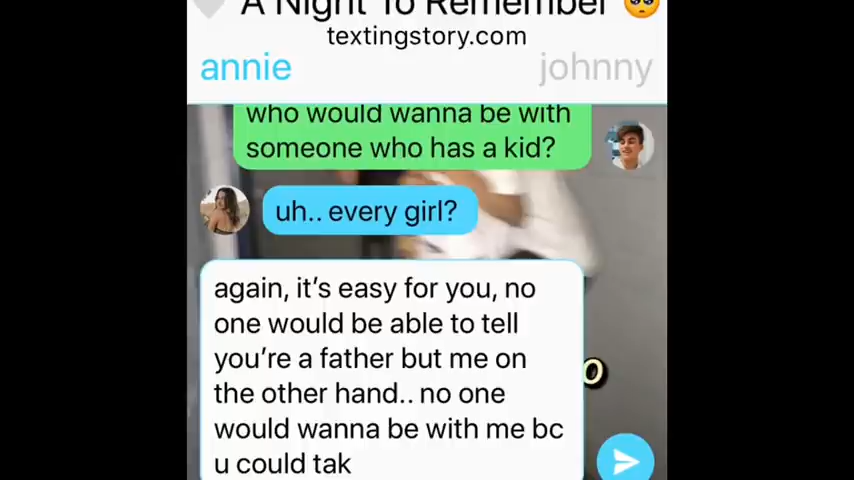 A Night To Remember 🥺
textingstory.com
annie
johnny
who would wanna be with
someone who has a kid?
uh.. every girl?
again, it's easy for you, no
one would be able to tell
you're a father but me on
the other hand.. no one
would wanna be with me bc
u could tak
o